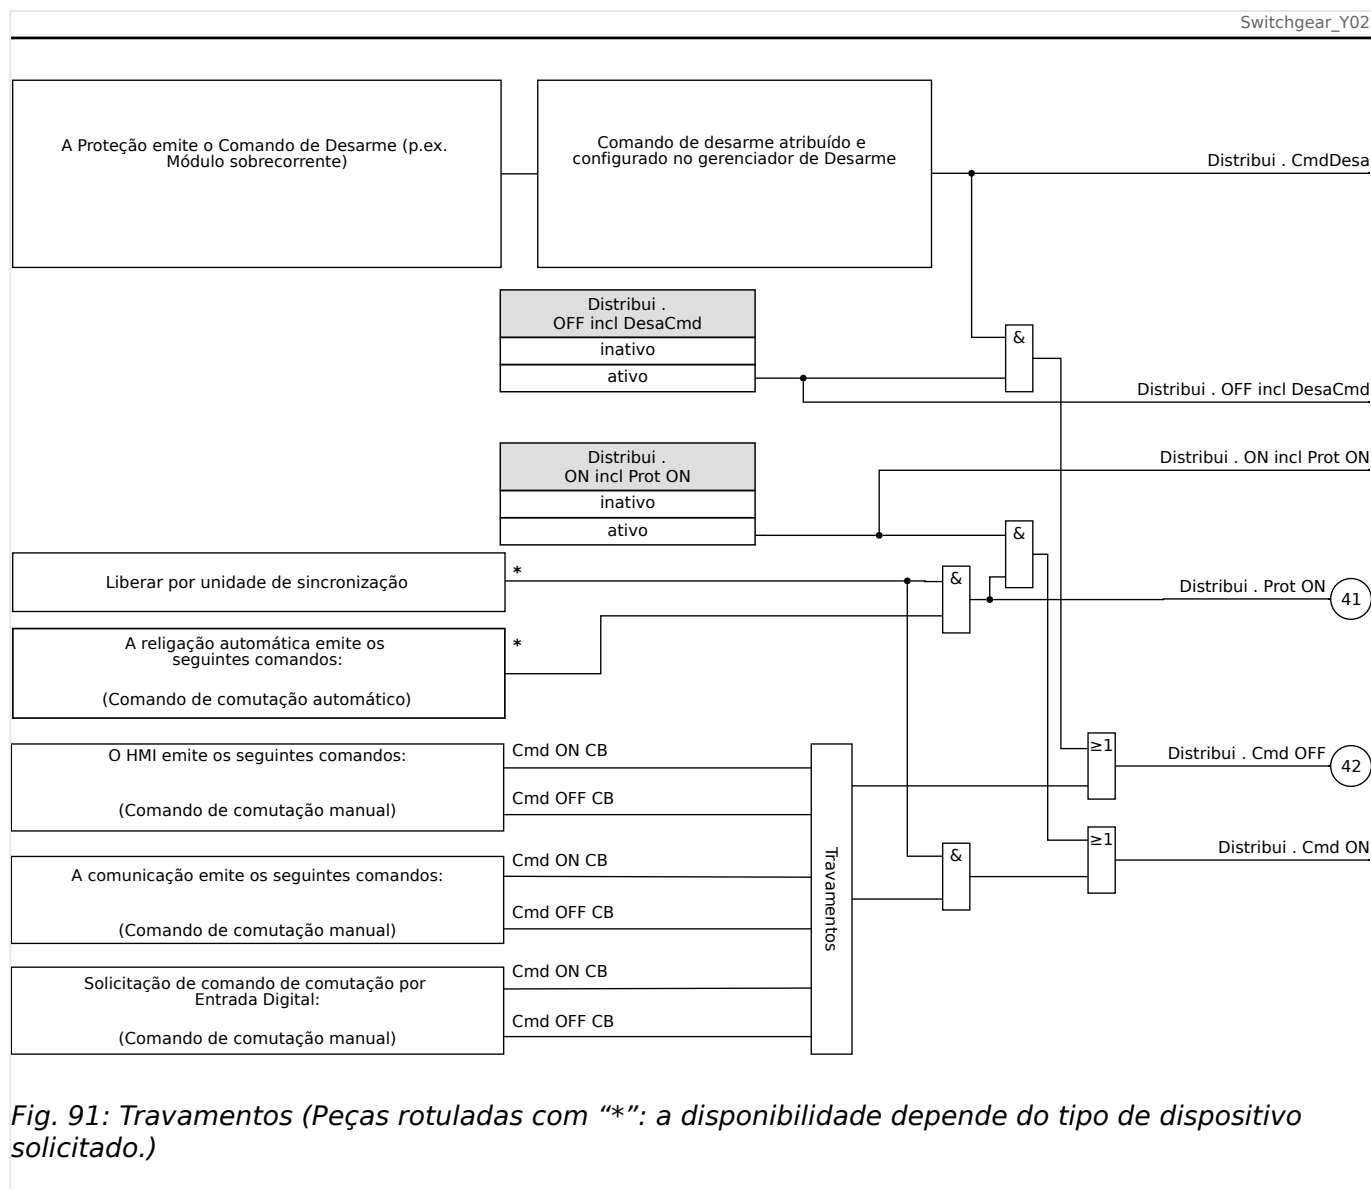 Switchgear_Y02
A Proteção emite o Comando de Desarme (p.ex.
Módulo sobrecorrente)
Comando de desarme atribuído e
configurado no gerenciador de Desarme
Distribui . CmdDesa
Distribui .
OFF incl DesaCmd
inativo
ativo
&
Distribui . OFF incl DesaCmd
Distribui .
ON incl Prot ON
inativo
ativo
Distribui . ON incl Prot ON
&
Liberar por unidade de sincronização
*
&
Distribui . Prot ON
41
A religação automática emite os
seguintes comandos:
(Comando de comutação automático)
*
O HMI emite os seguintes comandos:
(Comando de comutação manual)
Cmd ON CB
Cmd OFF CB
≥1
Distribui . Cmd OFF
42
A comunicação emite os seguintes comandos:
(Comando de comutação manual)
Cmd ON CB
Cmd OFF CB
Travamentos
&
≥1
Distribui . Cmd ON
Solicitação de comando de comutação por
Entrada Digital:
(Comando de comutação manual)
Cmd ON CB
Cmd OFF CB
Fig. 91: Travamentos (Peças rotuladas com “*”: a disponibilidade depende do tipo de dispositivo
solicitado.)